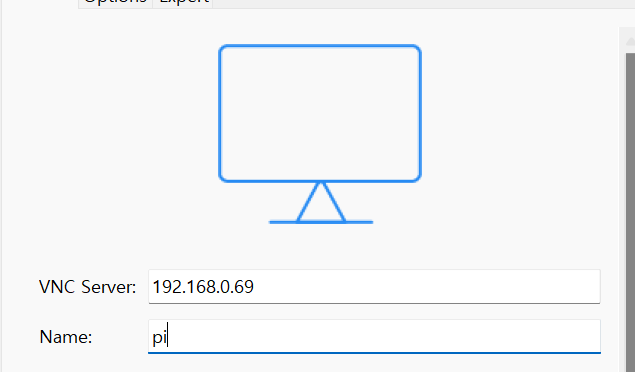 Options Expert
VNC Server: 192.168.0.69
Name: pi